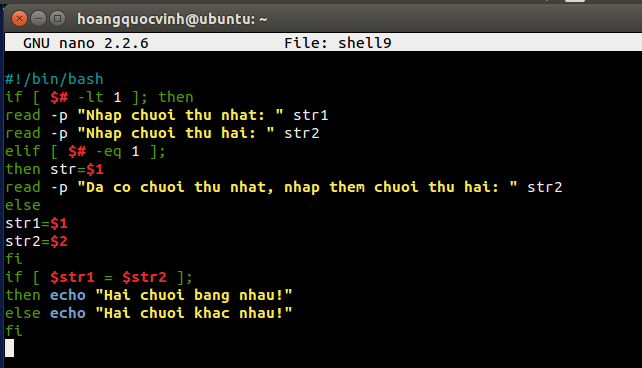 hoangquocvinh@ubuntu: ~
GNU nano 2.2.6 File: shell9
#!/bin/bash
if [ $# -lt 1 ]; then
read -p "Nhap chuoi thu nhat: " str1
read -p "Nhap chuoi thu hai: " str2
elif [ $# -eq 1 ];
then str=$1
read -p "Da co chuoi thu nhat, nhap them chuoi thu hai: " str2
else
str1=$1
str2=$2
fi
if [ $str1 = $str2 ];
then echo "Hai chuoi bang nhau!"
else echo "Hai chuoi khac nhau!"
fi